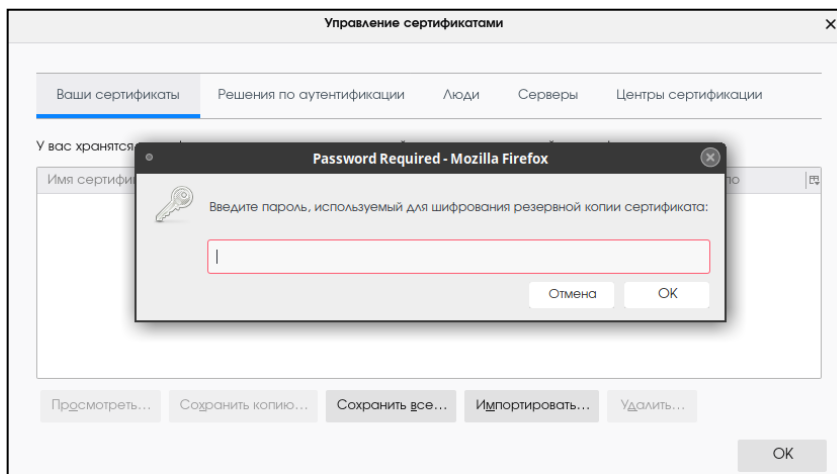 Управление сертификатами
Ваши сертификаты Решения по аутентификации Люди Серверы Центры сертификации
У вас хранятся
Password Required - Mozilla Firefox
Имя сертифи
Введите пароль, используемый для шифрования резервной копии сертификата:
Отмена OK
Просмотреть... Сохранить копию... Сохранить все... Импортировать... Удалить...
OK